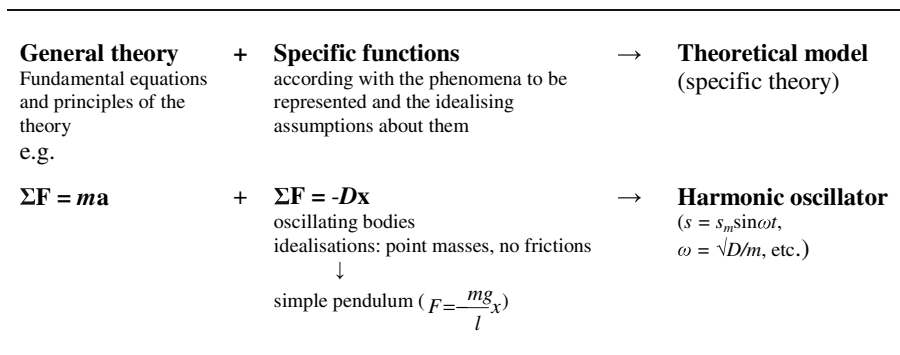 General theory + Specific functions → Theoretical model
Fundamental equations according with the phenomena to be (specific theory)
and principles of the represented and the idealising
theory assumptions about them
e.g.
ΣF = ma + ΣF = -Dx → Harmonic oscillator
oscillating bodies (s = sₘsinωt,
idealisations: point masses, no frictions ω = √D/m, etc.)
↓
simple pendulum ( F=-mg/l x)